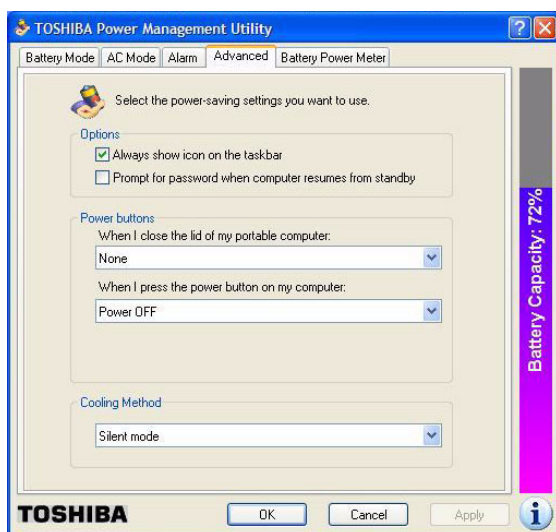 TOSHIBA Power Management Utility
Battery Mode
AC Mode
Alarm
Advanced
Battery Power Meter
Select the power-saving settings you want to use.
Options
Always show icon on the taskbar
Prompt for password when computer resumes from standby
Power buttons
When I close the lid of my portable computer:
None
When I press the power button on my computer:
Power OFF
Cooling Method
Silent mode
Battery Capacity: 72%
TOSHIBA
OK
Cancel
Apply